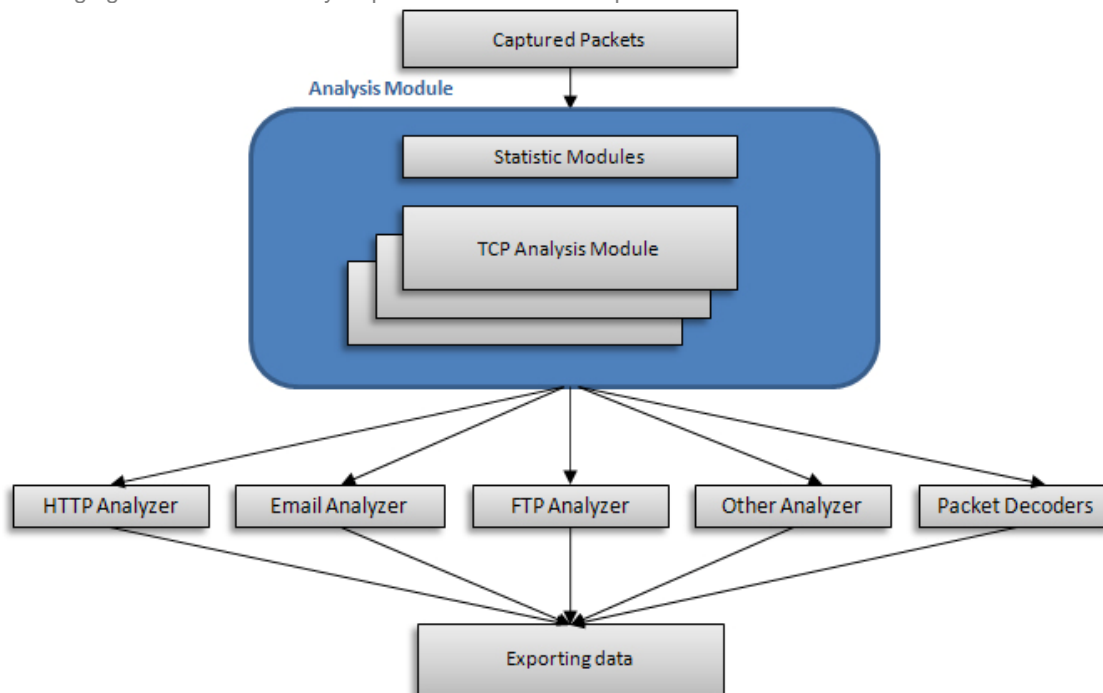 Captured Packets
Analysis Module
Statistic Modules
TCP Analysis Module
HTTP Analyzer
Email Analyzer
FTP Analyzer
Other Analyzer
Packet Decoders
Exporting data